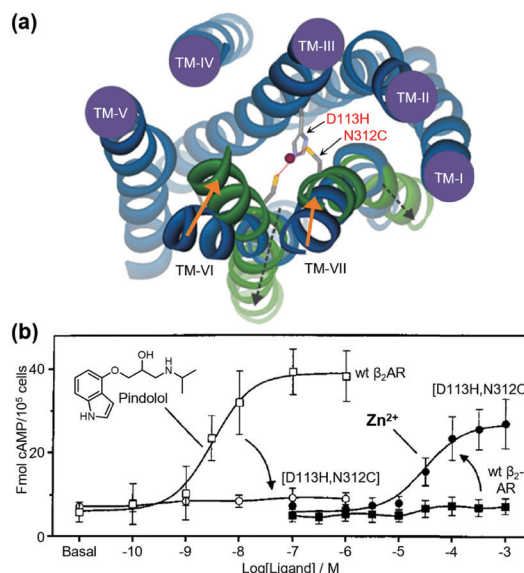 (a)
TM-III
TM-IV
TM-II
TM-V
D113H
N312C
TM-I
TM-VI
TM-VII
(b)
40
20
0
Fmol cAMP/10⁵ cells
OH
H
O
N
Pindolol
N
H
wt β₂AR
[D113H,N312C]
Zn²⁺
[D113H,N312C]
wt β₂-
AR
Basal -10 -9 -8 -7 -6 -7 -6 -5 -4 -3
Log[Ligand] / M